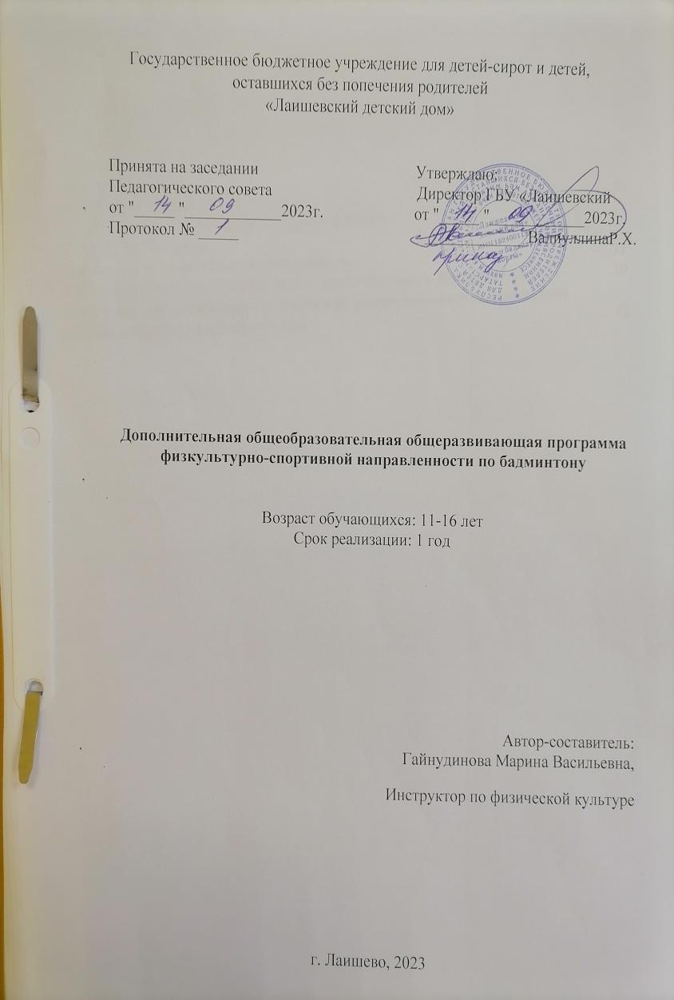 Государственное бюджетное учреждение для детей-сирот и детей,
оставшихся без попечения родителей
«Лаишевский детский дом»
Принята на заседании
Педагогического совета
от " 14 " 09 2023г.
Протокол № 1
Утверждаю:
Директор ГБУ «Лаишевский
от " 14 " 09 2023г.
Валиуллина Р.Х.
Дополнительная общеобразовательная общеразвивающая программа
физкультурно-спортивной направленности по бадминтону
Возраст обучающихся: 11-16 лет
Срок реализации: 1 год
Автор-составитель:
Гайнудинова Марина Васильевна,
Инструктор по физической культуре
г. Лаишево, 2023